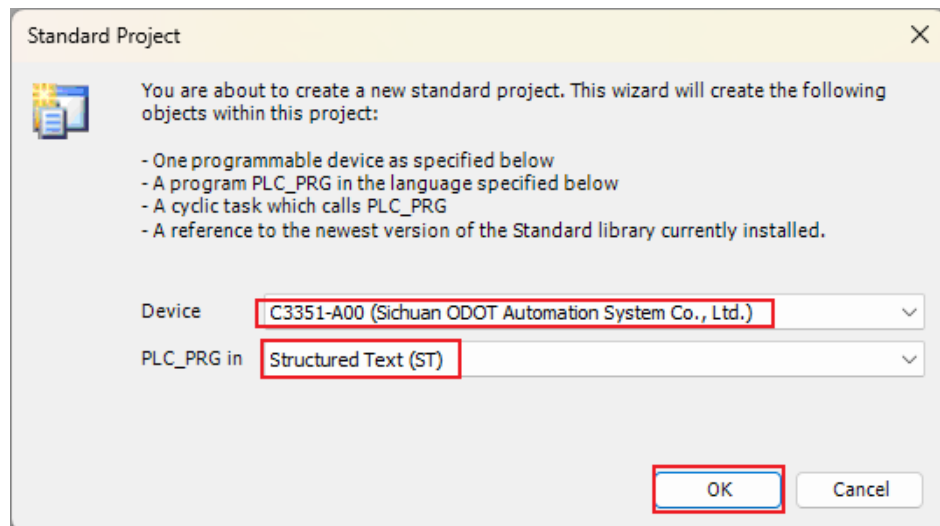 Standard Project
You are about to create a new standard project. This wizard will create the following
objects within this project:
- One programmable device as specified below
- A program PLC_PRG in the language specified below
- A cyclic task which calls PLC_PRG
- A reference to the newest version of the Standard library currently installed.
Device C3351-A00 (Sichuan ODOT Automation System Co., Ltd.)
PLC_PRG in Structured Text (ST)
OK Cancel